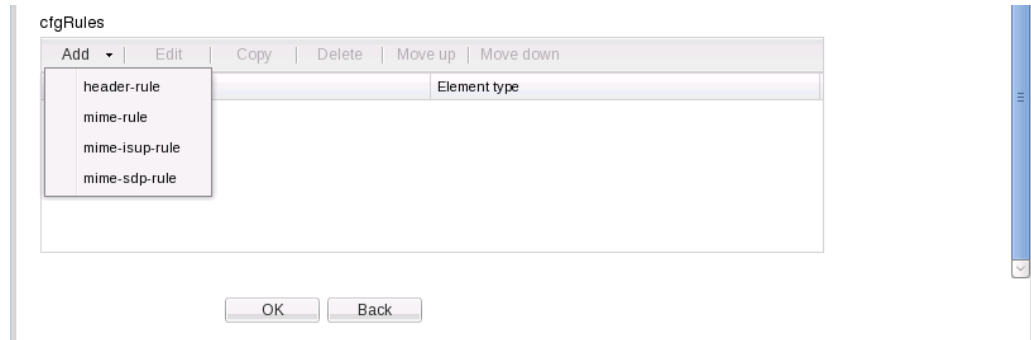 cfgRules
Add | Edit | Copy | Delete | Move up | Move down
Element type
header-rule
mime-rule
mime-isup-rule
mime-sdp-rule
OK Back